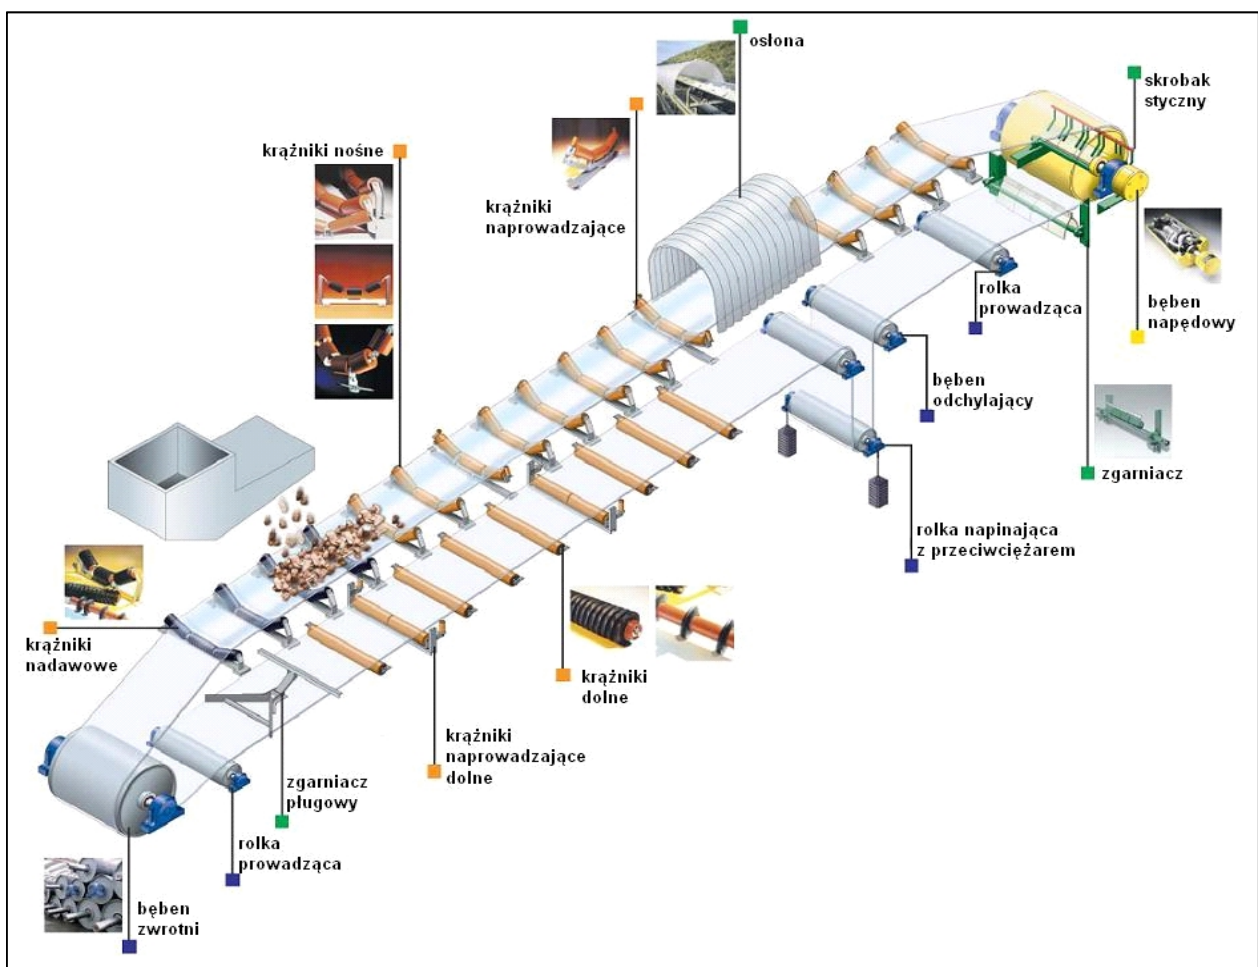 osłona
skrobak
styczny
krążniki nośne
krążniki
naprowadzające
rolka
prowadząca
bęben
napędowy
bęben
odchylający
zgarniacz
rolka napinająca
z przeciwciężarem
krążniki
nadawowe
krążniki
dolne
krążniki
naprowadzające
dolne
zgarniacz
pługowy
rolka
prowadząca
bęben
zwrotni